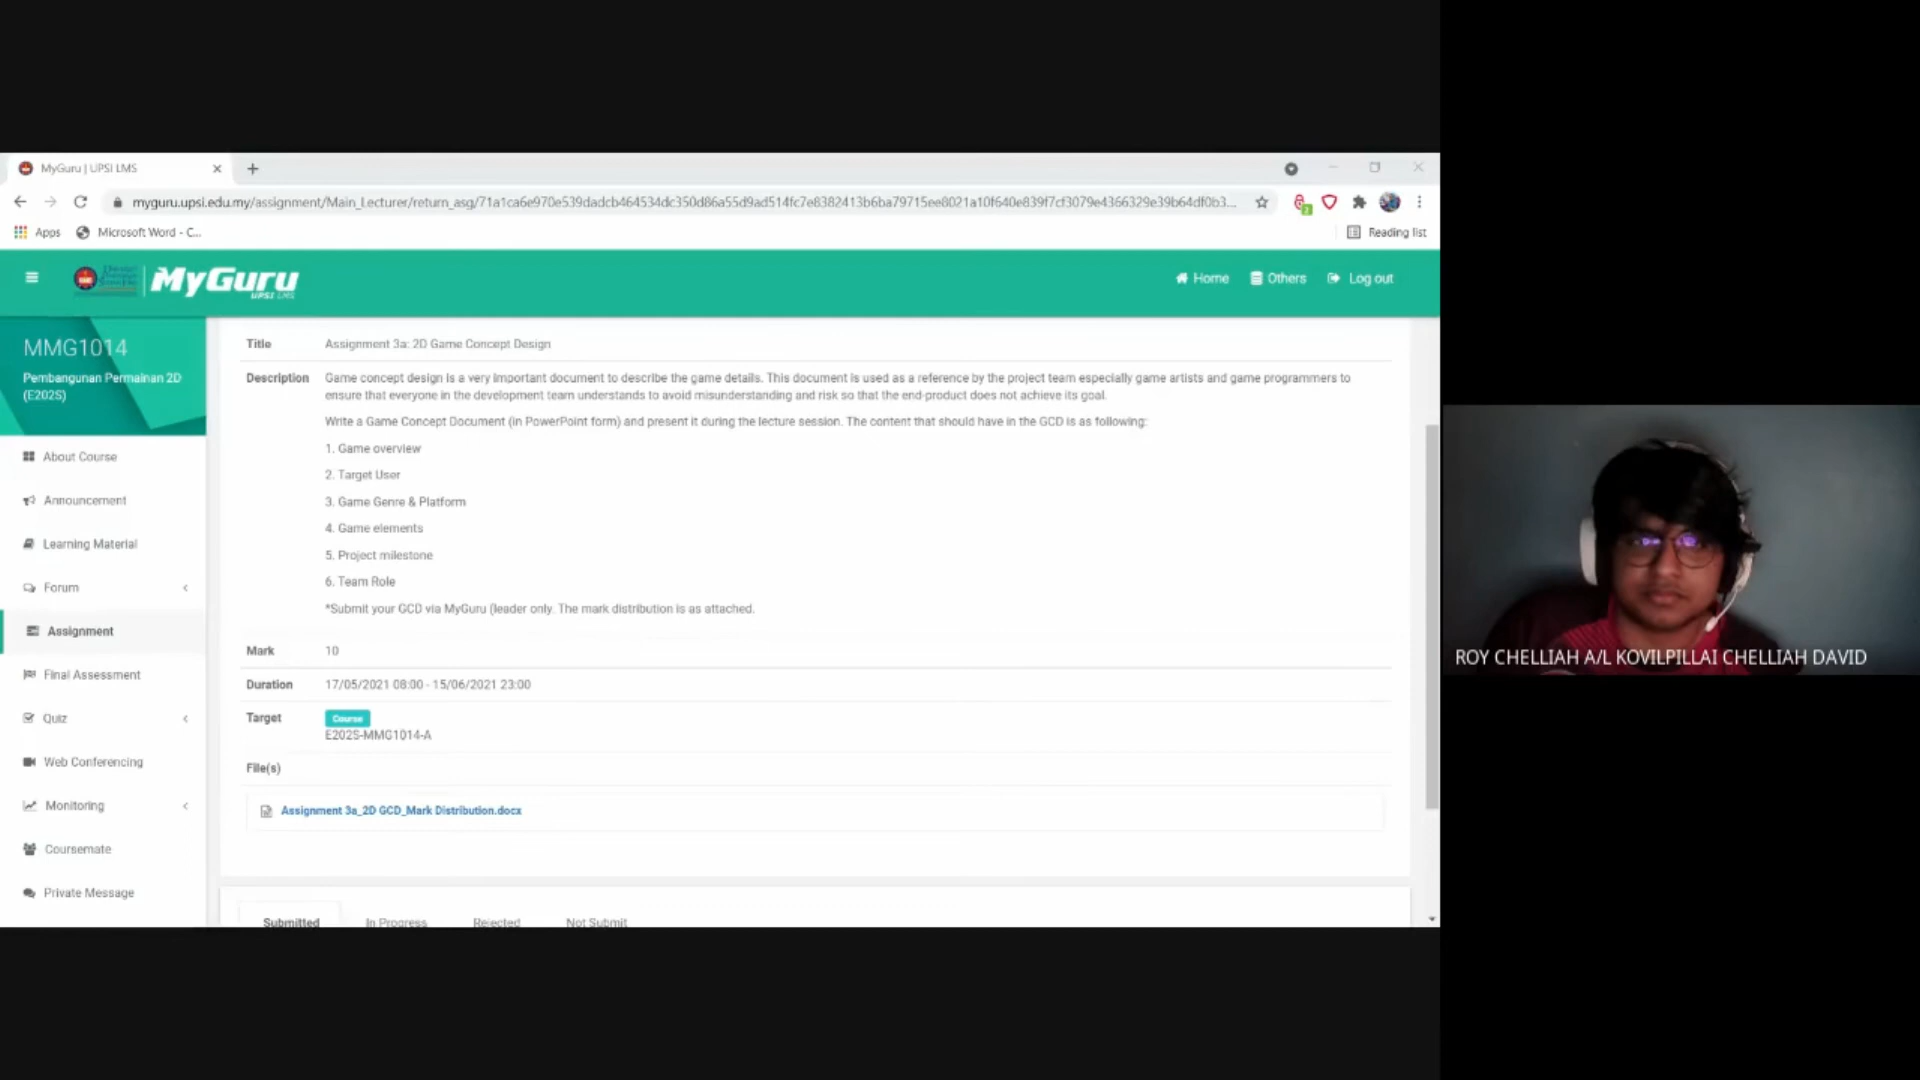 MyGuru | UPSI LMS
myguru.upsi.edu.my/assignment/Main_Lecturer/return_asg/71a1ca6e970e539dadcb464534dc350d86a55d9ad514fc7e8382413b6ba79715ee8021a10f640e839f7cf3079e4366329e39b64df0b3...
Apps
Microsoft Word - C...
Reading list
MyGuru
UPSI LMS
Home
Others
Log out
MMG1014
Pembangunan Permainan 2D
(E202S)
About Course
Announcement
Learning Material
Forum
Assignment
Final Assessment
Quiz
Web Conferencing
Monitoring
Coursemate
Private Message
Title Assignment 3a: 2D Game Concept Design
Description Game concept design is a very important document to describe the game details. This document is used as a reference by the project team especially game artists and game programmers to
ensure that everyone in the development team understands to avoid misunderstanding and risk so that the end-product does not achieve its goal.
Write a Game Concept Document (in PowerPoint form) and present it during the lecture session. The content that should have in the GCD is as following:
1. Game overview
2. Target User
3. Game Genre & Platform
4. Game elements
5. Project milestone
6. Team Role
*Submit your GCD via MyGuru (leader only. The mark distribution is as attached.
Mark 10
Duration 17/05/2021 08:00 - 15/06/2021 23:00
Target Course
E202S-MMG1014-A
File(s)
Assignment 3a_2D GCD_Mark Distribution.docx
Submitted In Progress Rejected Not Submit
ROY CHELLIAH A/L KOVILPILLAI CHELLIAH DAVID